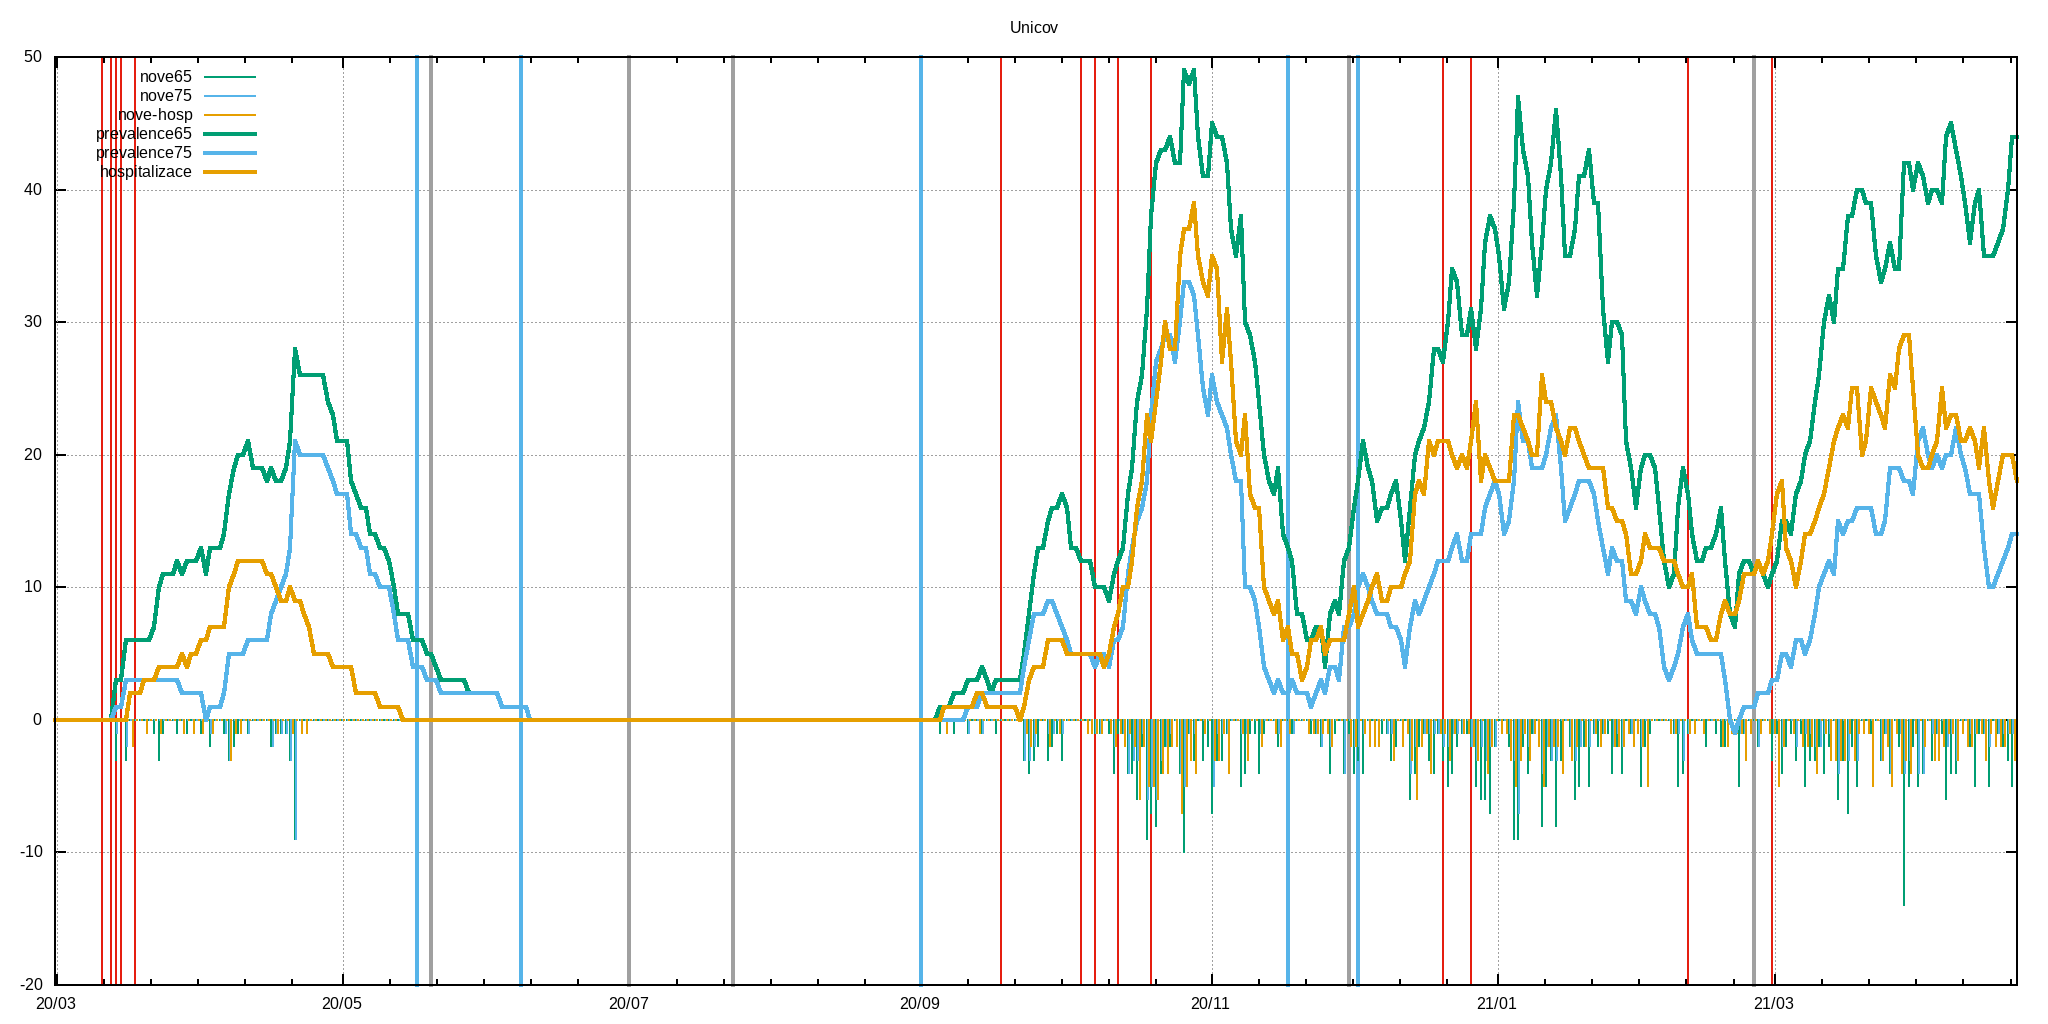 Unicov
50
nove65
nove75
nove-hosp
prevalence65
prevalence75
hospitalizace
40
30
20
10
0
-10
-20
20/03 20/05 20/07 20/09 20/11 21/01 21/03